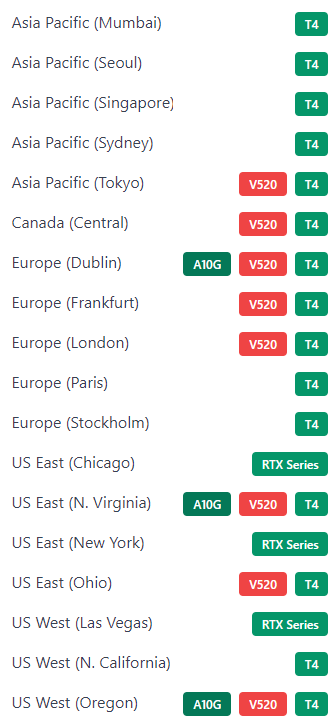 Asia Pacific (Mumbai) T4
Asia Pacific (Seoul) T4
Asia Pacific (Singapore) T4
Asia Pacific (Sydney) T4
Asia Pacific (Tokyo) V520 T4
Canada (Central) V520 T4
Europe (Dublin) A10G V520 T4
Europe (Frankfurt) V520 T4
Europe (London) V520 T4
Europe (Paris) T4
Europe (Stockholm) T4
US East (Chicago) RTX Series
US East (N. Virginia) A10G V520 T4
US East (New York) RTX Series
US East (Ohio) V520 T4
US West (Las Vegas) RTX Series
US West (N. California) T4
US West (Oregon) A10G V520 T4